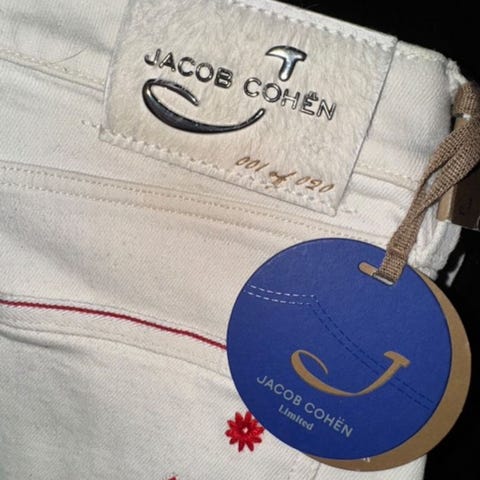 JACOB COHËN
001 of 020
JACOB COHËN
Limited